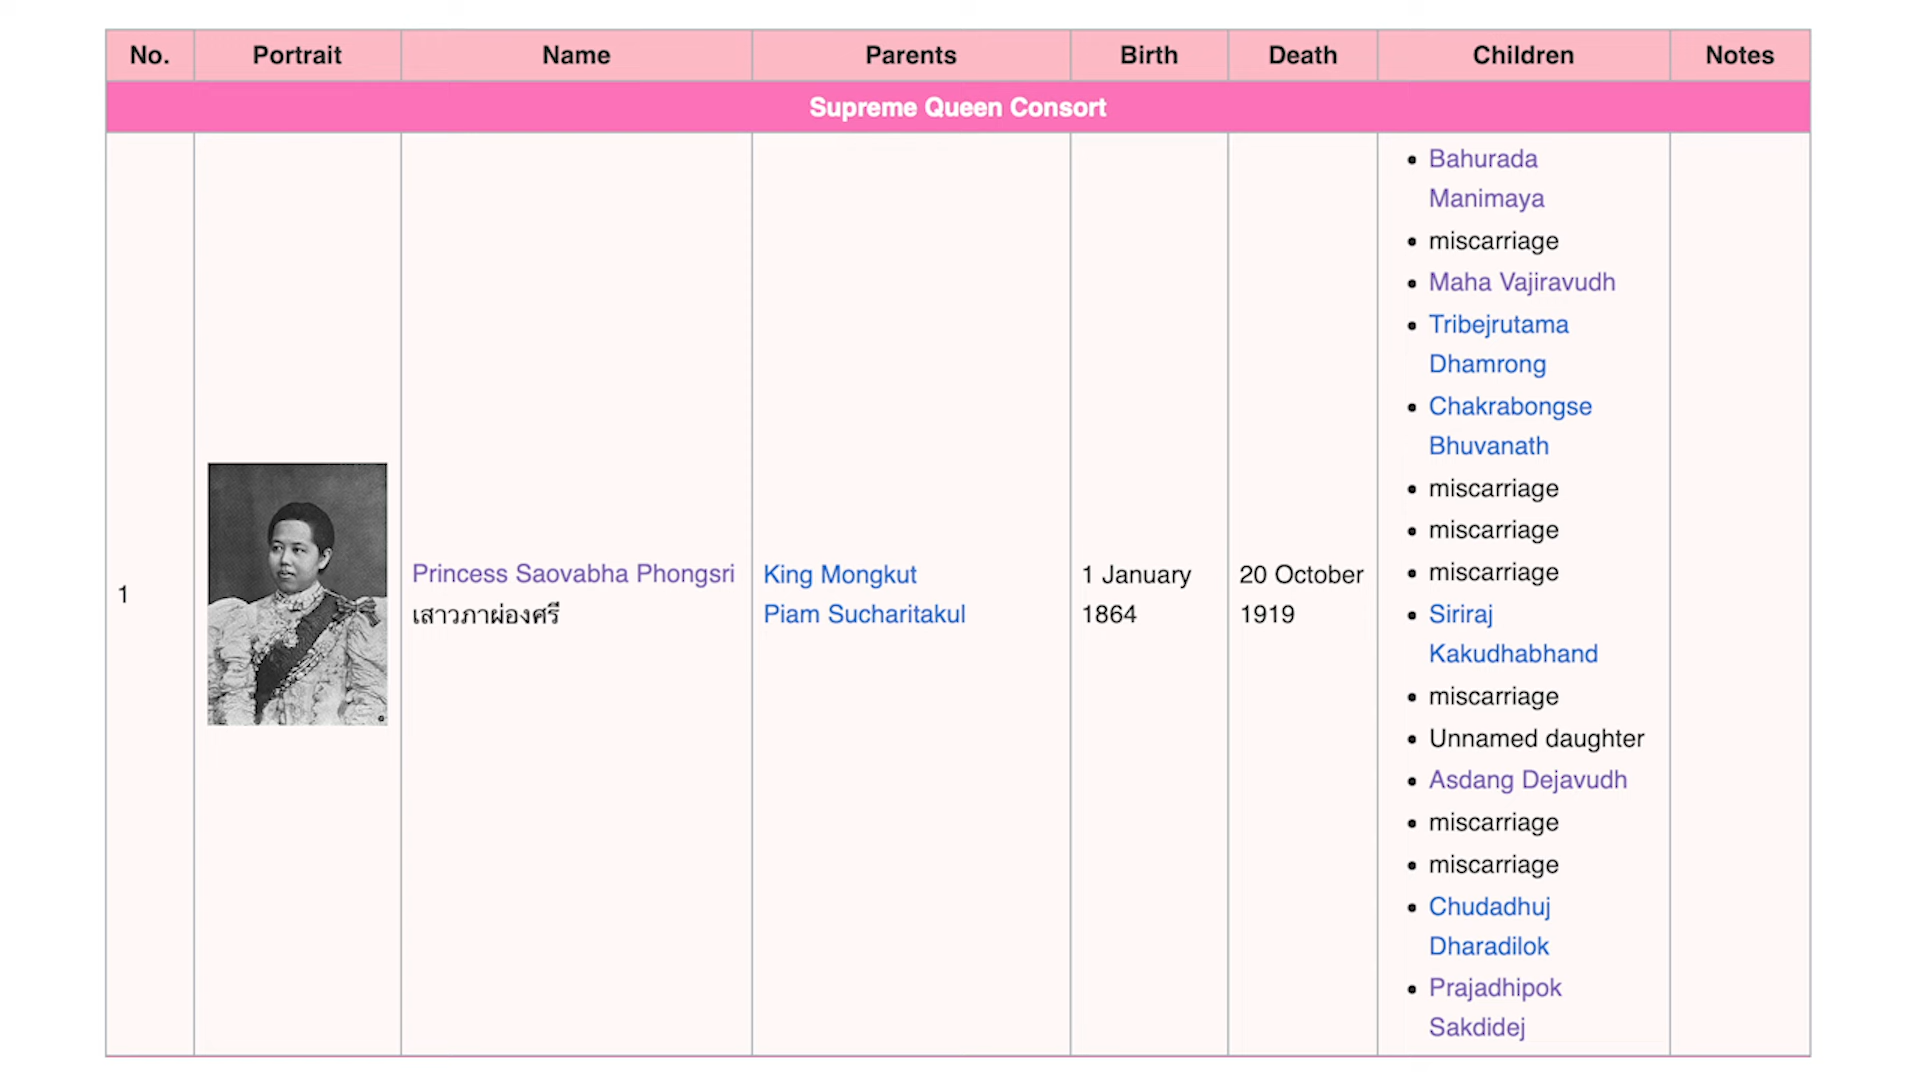 No. Portrait Name Parents Birth Death Children Notes
Supreme Queen Consort
1
Princess Saovabha Phongsri
เสาวภาผ่องศรี
King Mongkut
Piam Sucharitakul
1 January
1864
20 October
1919
Bahurada
Manimaya
miscarriage
Maha Vajiravudh
Tribejrutama
Dhamrong
Chakrabongse
Bhuvanath
miscarriage
miscarriage
miscarriage
Siriraj
Kakudhabhand
miscarriage
Unnamed daughter
Asdang Dejavudh
miscarriage
miscarriage
Chudadhuj
Dharadilok
Prajadhipok
Sakdidej